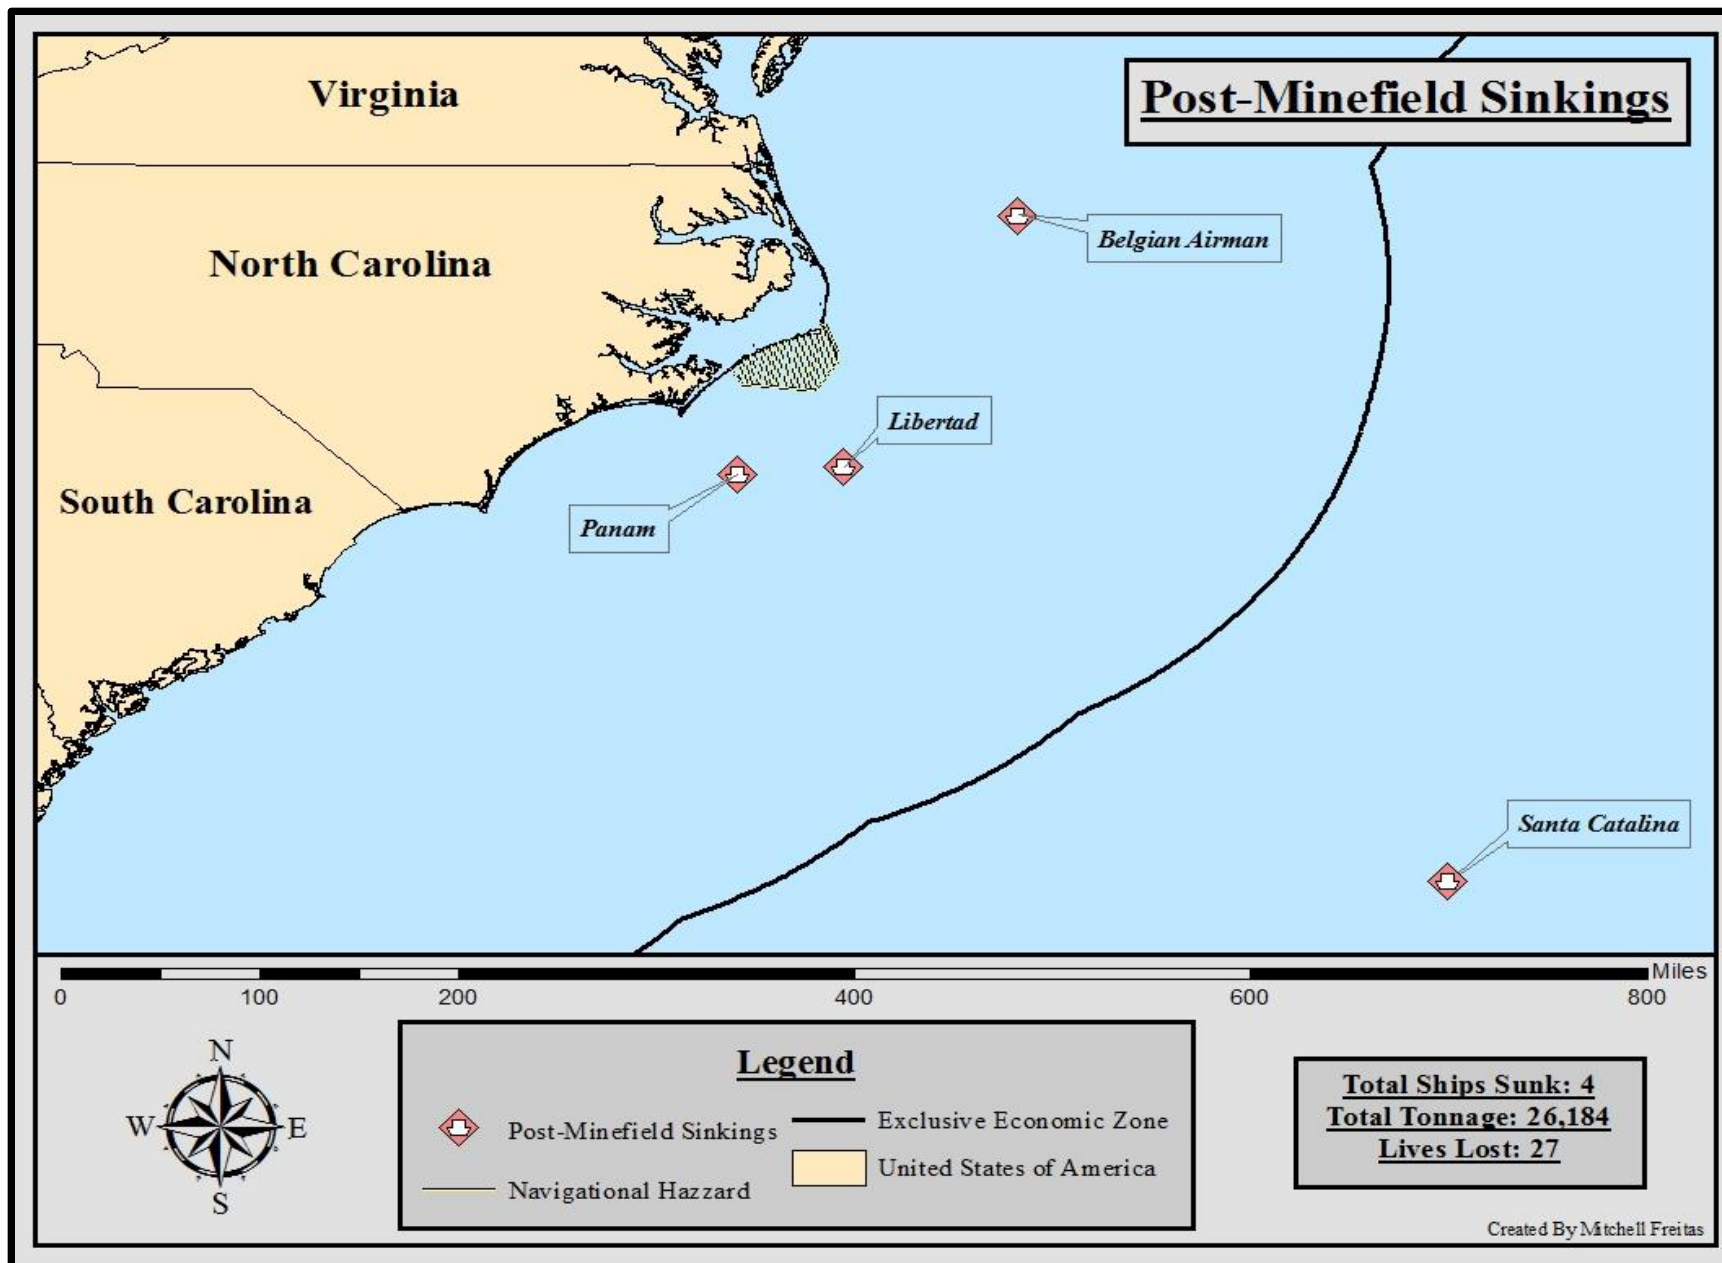 Post-Minefield Sinkings
Virginia
North Carolina
South Carolina
Belgian Airman
Libertad
Panam
Santa Catalina
Miles
0 100 200 400 600 800
N
W E
S
Legend
Post-Minefield Sinkings
Navigational Hazzard
Exclusive Economic Zone
United States of America
Total Ships Sunk: 4
Total Tonnage: 26,184
Lives Lost: 27
Created By Mitchell Freitas